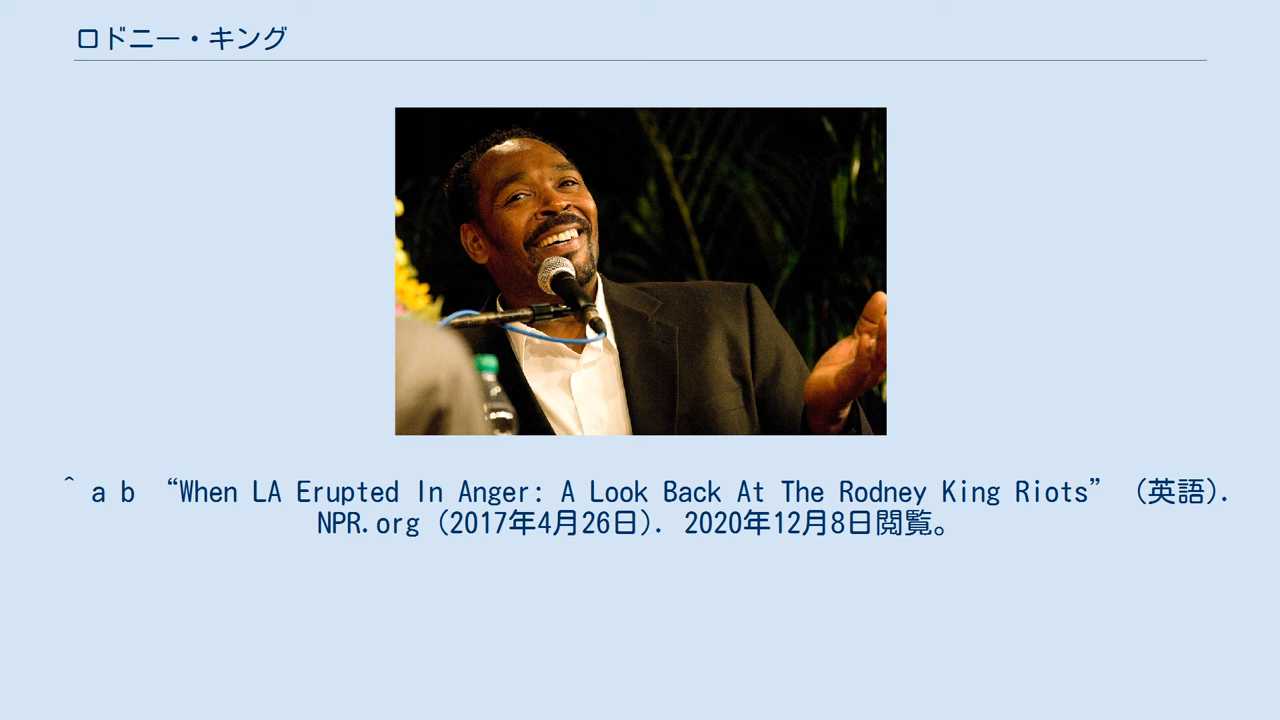 ロドニー・キング
^ a b “When LA Erupted In Anger: A Look Back At The Rodney King Riots” (英語).
NPR.org (2017年4月26日). 2020年12月8日閲覧。